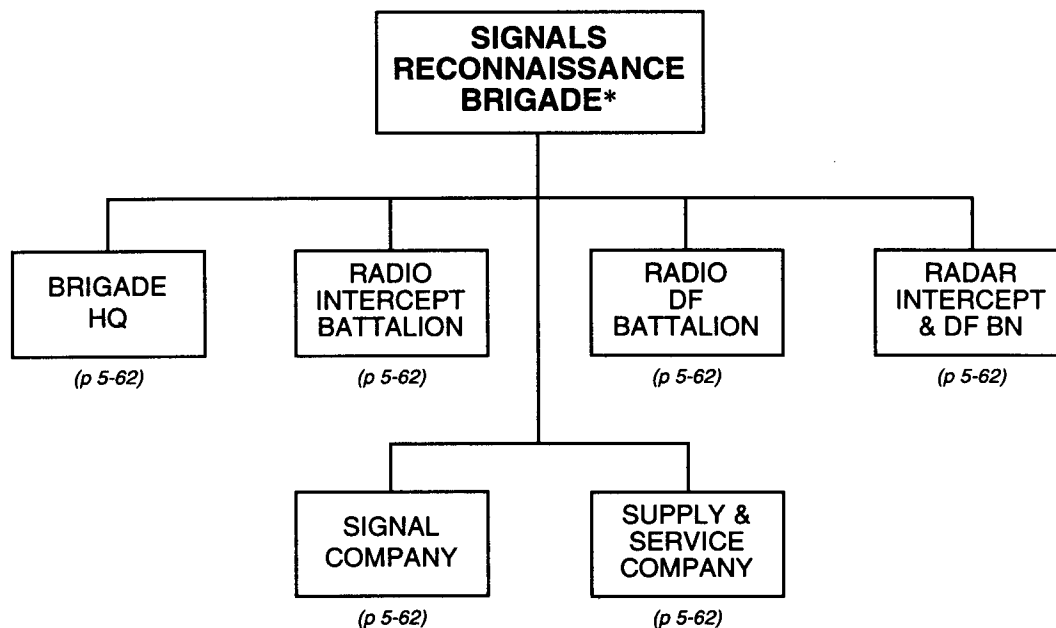 SIGNALS
RECONNAISSANCE
BRIGADE*
BRIGADE
HQ
(p 5-62)
RADIO
INTERCEPT
BATTALION
(p 5-62)
RADIO
DF
BATTALION
(p 5-62)
RADAR
INTERCEPT
& DF BN
(p 5-62)
SIGNAL
COMPANY
(p 5-62)
SUPPLY &
SERVICE
COMPANY
(p 5-62)